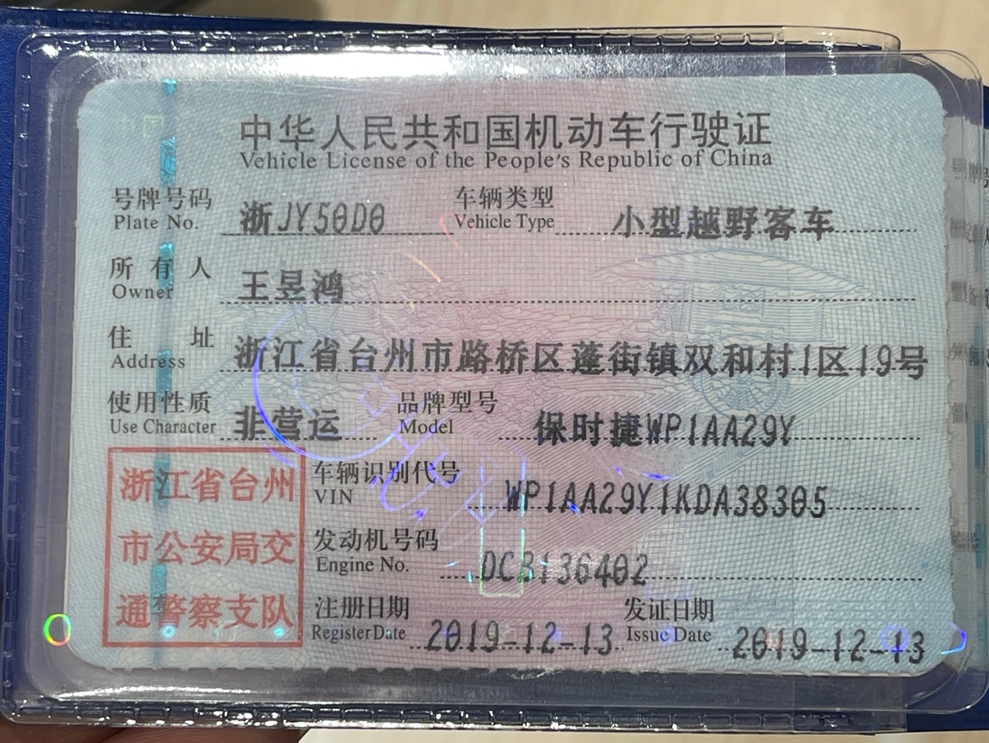 中华人民共和国机动车行驶证
Vehicle License of the People's Republic of China
号牌号码 浙JY50D0 车辆类型 小型越野客车
Plate No. Vehicle Type
所有人 王昱鸿
Owner
住址 浙江省台州市路桥区蓬街镇双和村1区19号
Address
使用性质 非营运 品牌型号 保时捷WP1AA29Y
Use Character Model
浙江省台州
市公安局交
通警察支队
车辆识别代号 WP1AA29Y1KDA38305
VIN
发动机号码 DCB136402
Engine No.
注册日期 2019-12-13 发证日期 2019-12-13
Register Date Issue Date